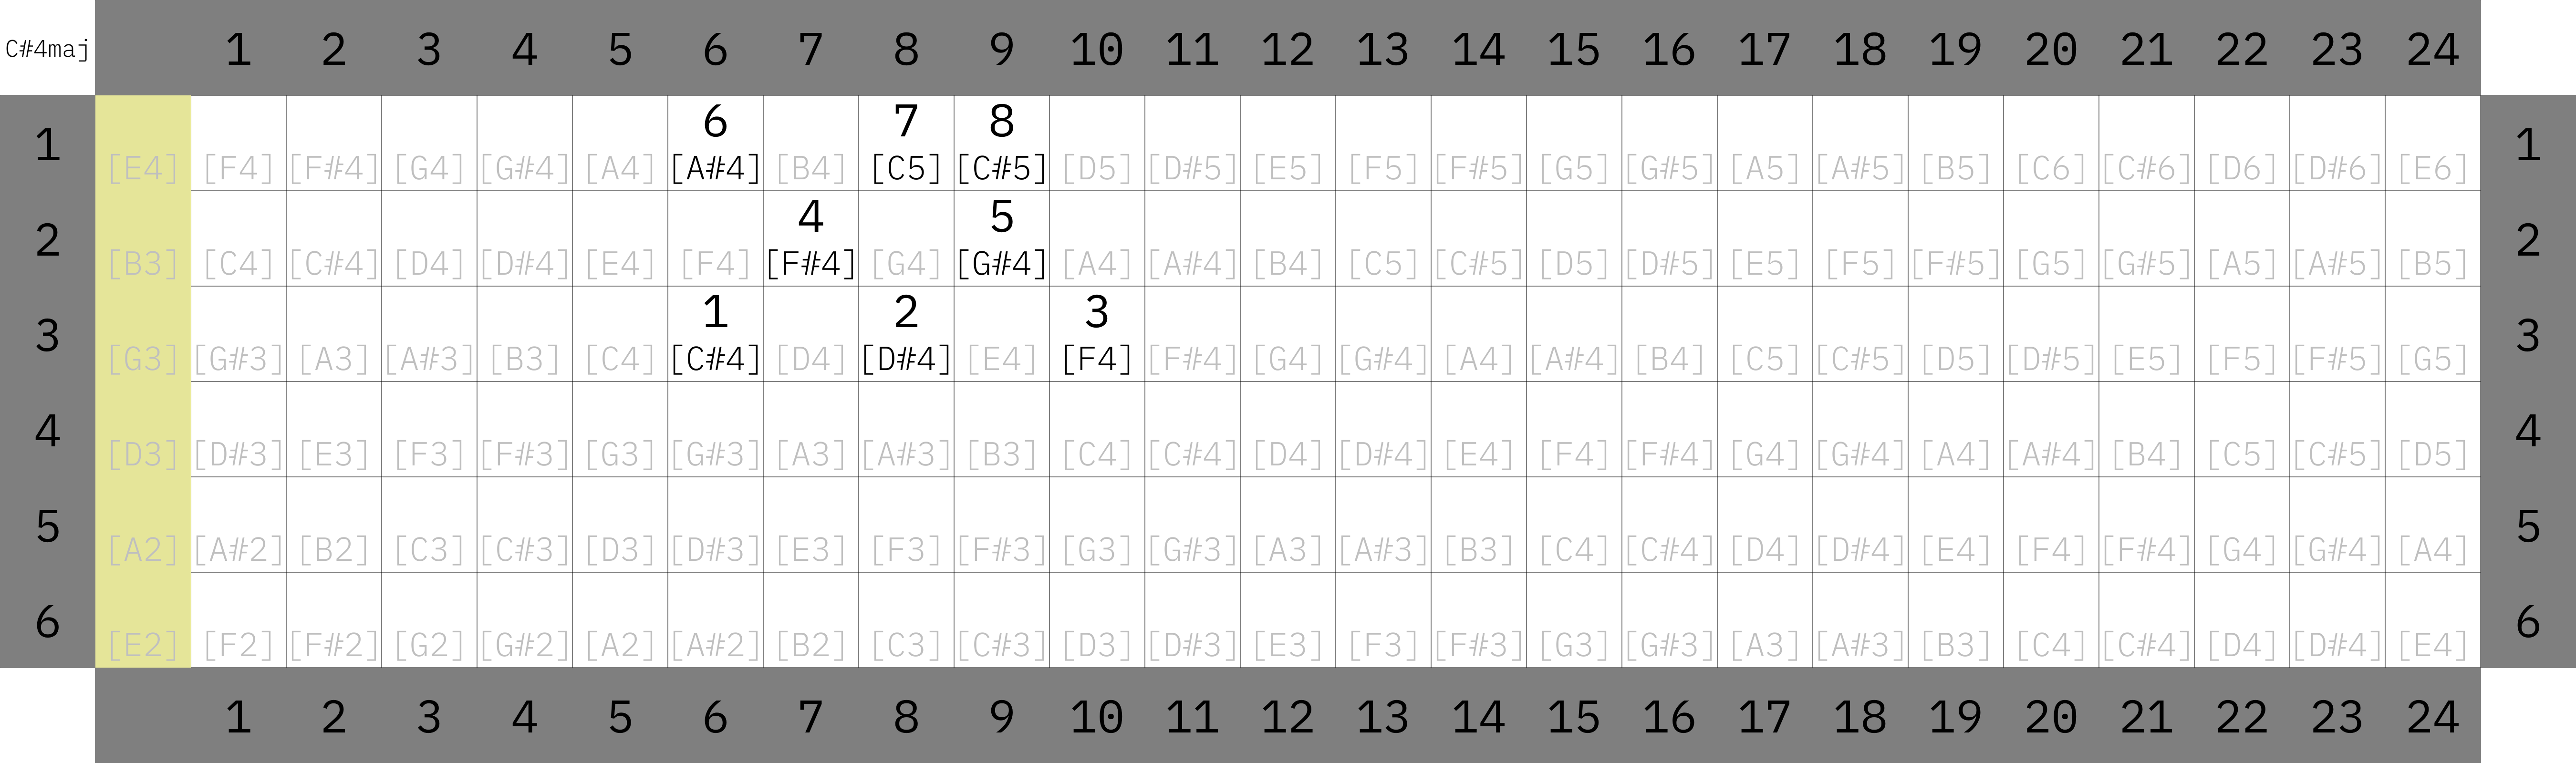 C#4maj 1 2 3 4 5 6 7 8 9 10 11 12 13 14 15 16 17 18 19 20 21 22 23 24
6 7 8
1 [E4] [F4] [F#4] [G4] [G#4] [A4] [A#4] [B4] [C5] [C#5] [D5] [D#5] [E5] [F5] [F#5] [G5] [G#5] [A5] [A#5] [B5] [C6] [C#6] [D6] [D#6] [E6] 1
4 5
2 [B3] [C4] [C#4] [D4] [D#4] [E4] [F4] [F#4] [G4] [G#4] [A4] [A#4] [B4] [C5] [C#5] [D5] [D#5] [E5] [F5] [F#5] [G5] [G#5] [A5] [A#5] [B5] 2
1 2 3
3 [G3] [G#3] [A3] [A#3] [B3] [C4] [C#4] [D4] [D#4] [E4] [F4] [F#4] [G4] [G#4] [A4] [A#4] [B4] [C5] [C#5] [D5] [D#5] [E5] [F5] [F#5] [G5] 3
4 [D3] [D#3] [E3] [F3] [F#3] [G3] [G#3] [A3] [A#3] [B3] [C4] [C#4] [D4] [D#4] [E4] [F4] [F#4] [G4] [G#4] [A4] [A#4] [B4] [C5] [C#5] [D5] 4
5 [A2] [A#2] [B2] [C3] [C#3] [D3] [D#3] [E3] [F3] [F#3] [G3] [G#3] [A3] [A#3] [B3] [C4] [C#4] [D4] [D#4] [E4] [F4] [F#4] [G4] [G#4] [A4] 5
6 [E2] [F2] [F#2] [G2] [G#2] [A2] [A#2] [B2] [C3] [C#3] [D3] [D#3] [E3] [F3] [F#3] [G3] [G#3] [A3] [A#3] [B3] [C4] [C#4] [D4] [D#4] [E4] 6
1 2 3 4 5 6 7 8 9 10 11 12 13 14 15 16 17 18 19 20 21 22 23 24